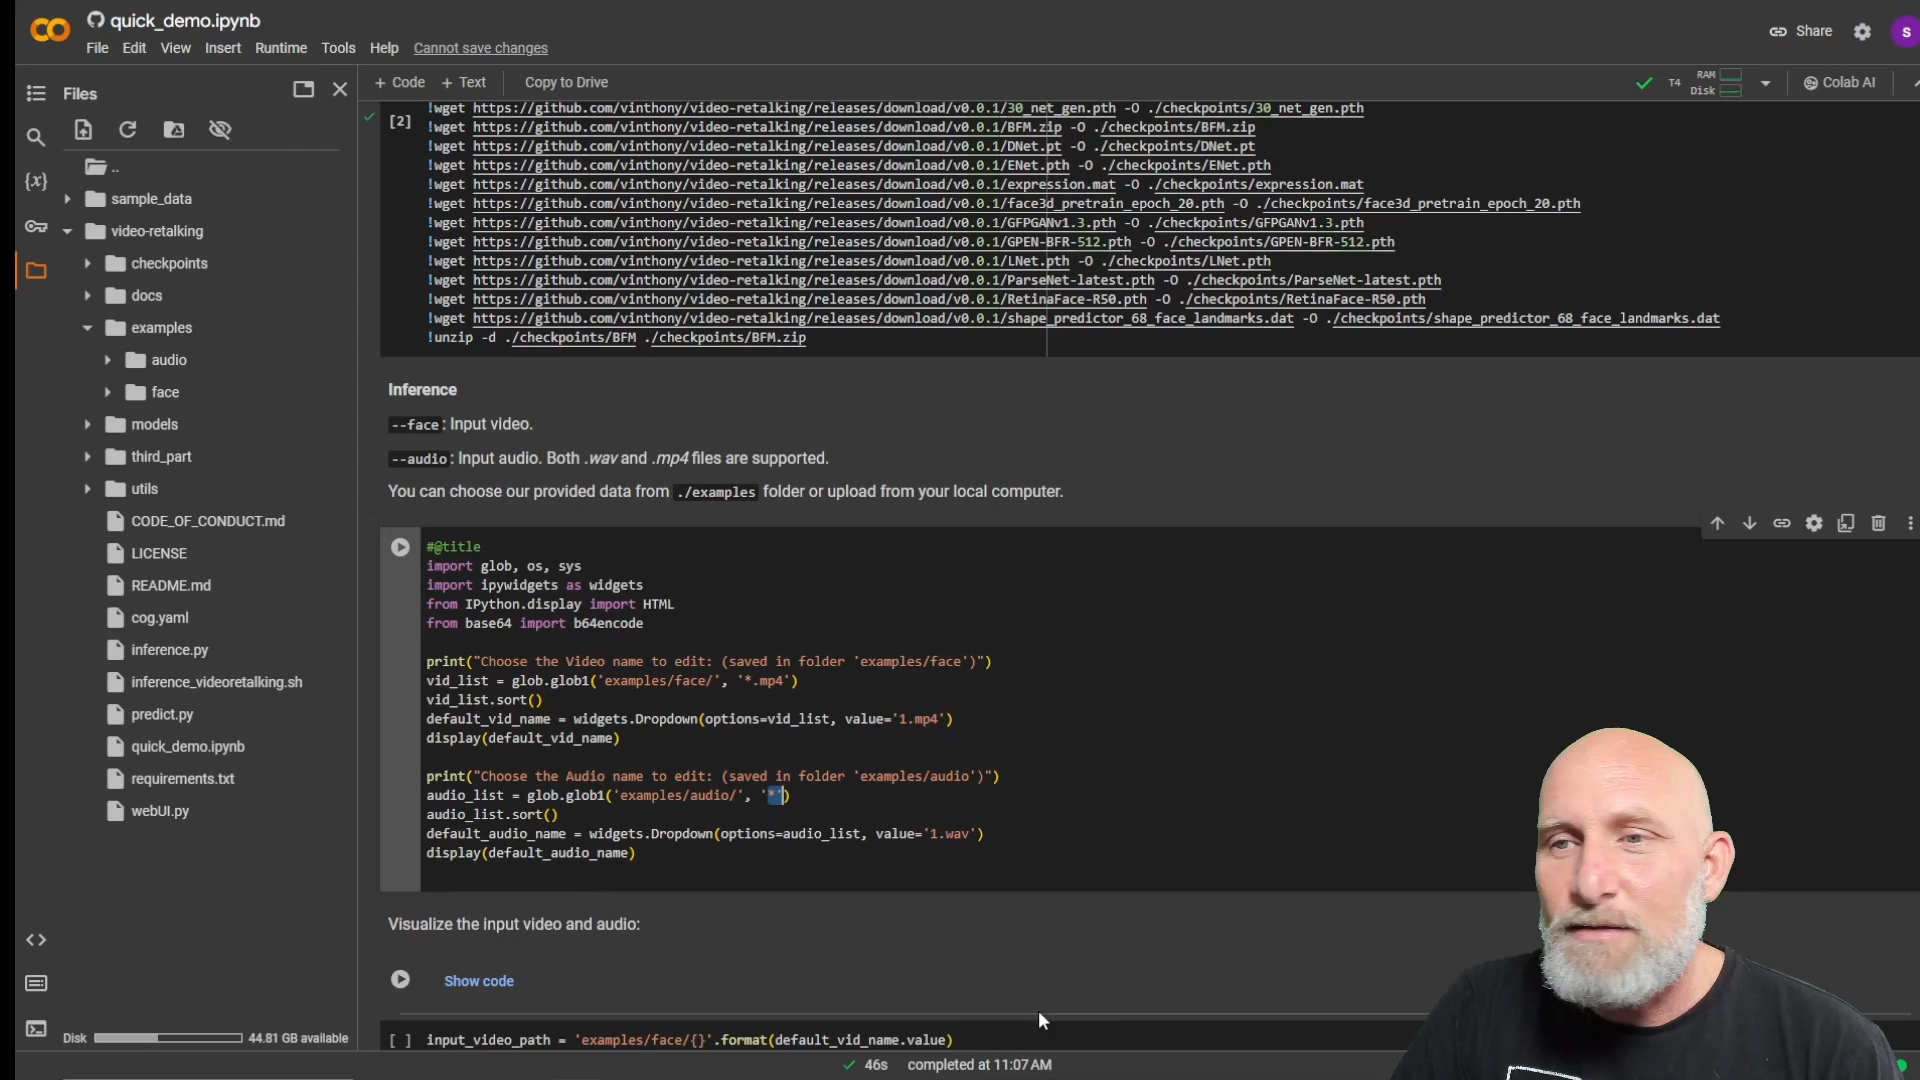 quick_demo.ipynb
File Edit View Insert Runtime Tools Help Cannot save changes
Share
S
Files
+ Code + Text Copy to Drive
T4 RAM Disk
Colab AI
..
sample_data
video-retalking
checkpoints
docs
examples
audio
face
models
third_part
utils
CODE_OF_CONDUCT.md
LICENSE
README.md
cog.yaml
inference.py
inference_videoretalking.sh
predict.py
quick_demo.ipynb
requirements.txt
webUI.py
Disk 44.81 GB available
[2]
!wget https://github.com/vinthony/video-retalking/releases/download/v0.0.1/30_net_gen.pth -O ./checkpoints/30_net_gen.pth
!wget https://github.com/vinthony/video-retalking/releases/download/v0.0.1/BFM.zip -O ./checkpoints/BFM.zip
!wget https://github.com/vinthony/video-retalking/releases/download/v0.0.1/DNet.pt -O ./checkpoints/DNet.pt
!wget https://github.com/vinthony/video-retalking/releases/download/v0.0.1/ENet.pth -O ./checkpoints/ENet.pth
!wget https://github.com/vinthony/video-retalking/releases/download/v0.0.1/expression.mat -O ./checkpoints/expression.mat
!wget https://github.com/vinthony/video-retalking/releases/download/v0.0.1/face3d_pretrain_epoch_20.pth -O ./checkpoints/face3d_pretrain_epoch_20.pth
!wget https://github.com/vinthony/video-retalking/releases/download/v0.0.1/GFPGANv1.3.pth -O ./checkpoints/GFPGANv1.3.pth
!wget https://github.com/vinthony/video-retalking/releases/download/v0.0.1/GPEN-BFR-512.pth -O ./checkpoints/GPEN-BFR-512.pth
!wget https://github.com/vinthony/video-retalking/releases/download/v0.0.1/LNet.pth -O ./checkpoints/LNet.pth
!wget https://github.com/vinthony/video-retalking/releases/download/v0.0.1/ParseNet-latest.pth -O ./checkpoints/ParseNet-latest.pth
!wget https://github.com/vinthony/video-retalking/releases/download/v0.0.1/RetinaFace-R50.pth -O ./checkpoints/RetinaFace-R50.pth
!wget https://github.com/vinthony/video-retalking/releases/download/v0.0.1/shape_predictor_68_face_landmarks.dat -O ./checkpoints/shape_predictor_68_face_landmarks.dat
!unzip -d ./checkpoints/BFM ./checkpoints/BFM.zip
Inference
--face: Input video.
--audio: Input audio. Both .wav and .mp4 files are supported.
You can choose our provided data from ./examples folder or upload from your local computer.
#@title
import glob, os, sys
import ipywidgets as widgets
from IPython.display import HTML
from base64 import b64encode
print("Choose the Video name to edit: (saved in folder 'examples/face')")
vid_list = glob.glob1('examples/face/', '*.mp4')
vid_list.sort()
default_vid_name = widgets.Dropdown(options=vid_list, value='1.mp4')
display(default_vid_name)
print("Choose the Audio name to edit: (saved in folder 'examples/audio')")
audio_list = glob.glob1('examples/audio/', '*')
audio_list.sort()
default_audio_name = widgets.Dropdown(options=audio_list, value='1.wav')
display(default_audio_name)
Visualize the input video and audio:
Show code
[ ] input_video_path = 'examples/face/{}'.format(default_vid_name.value)
46s completed at 11:07 AM